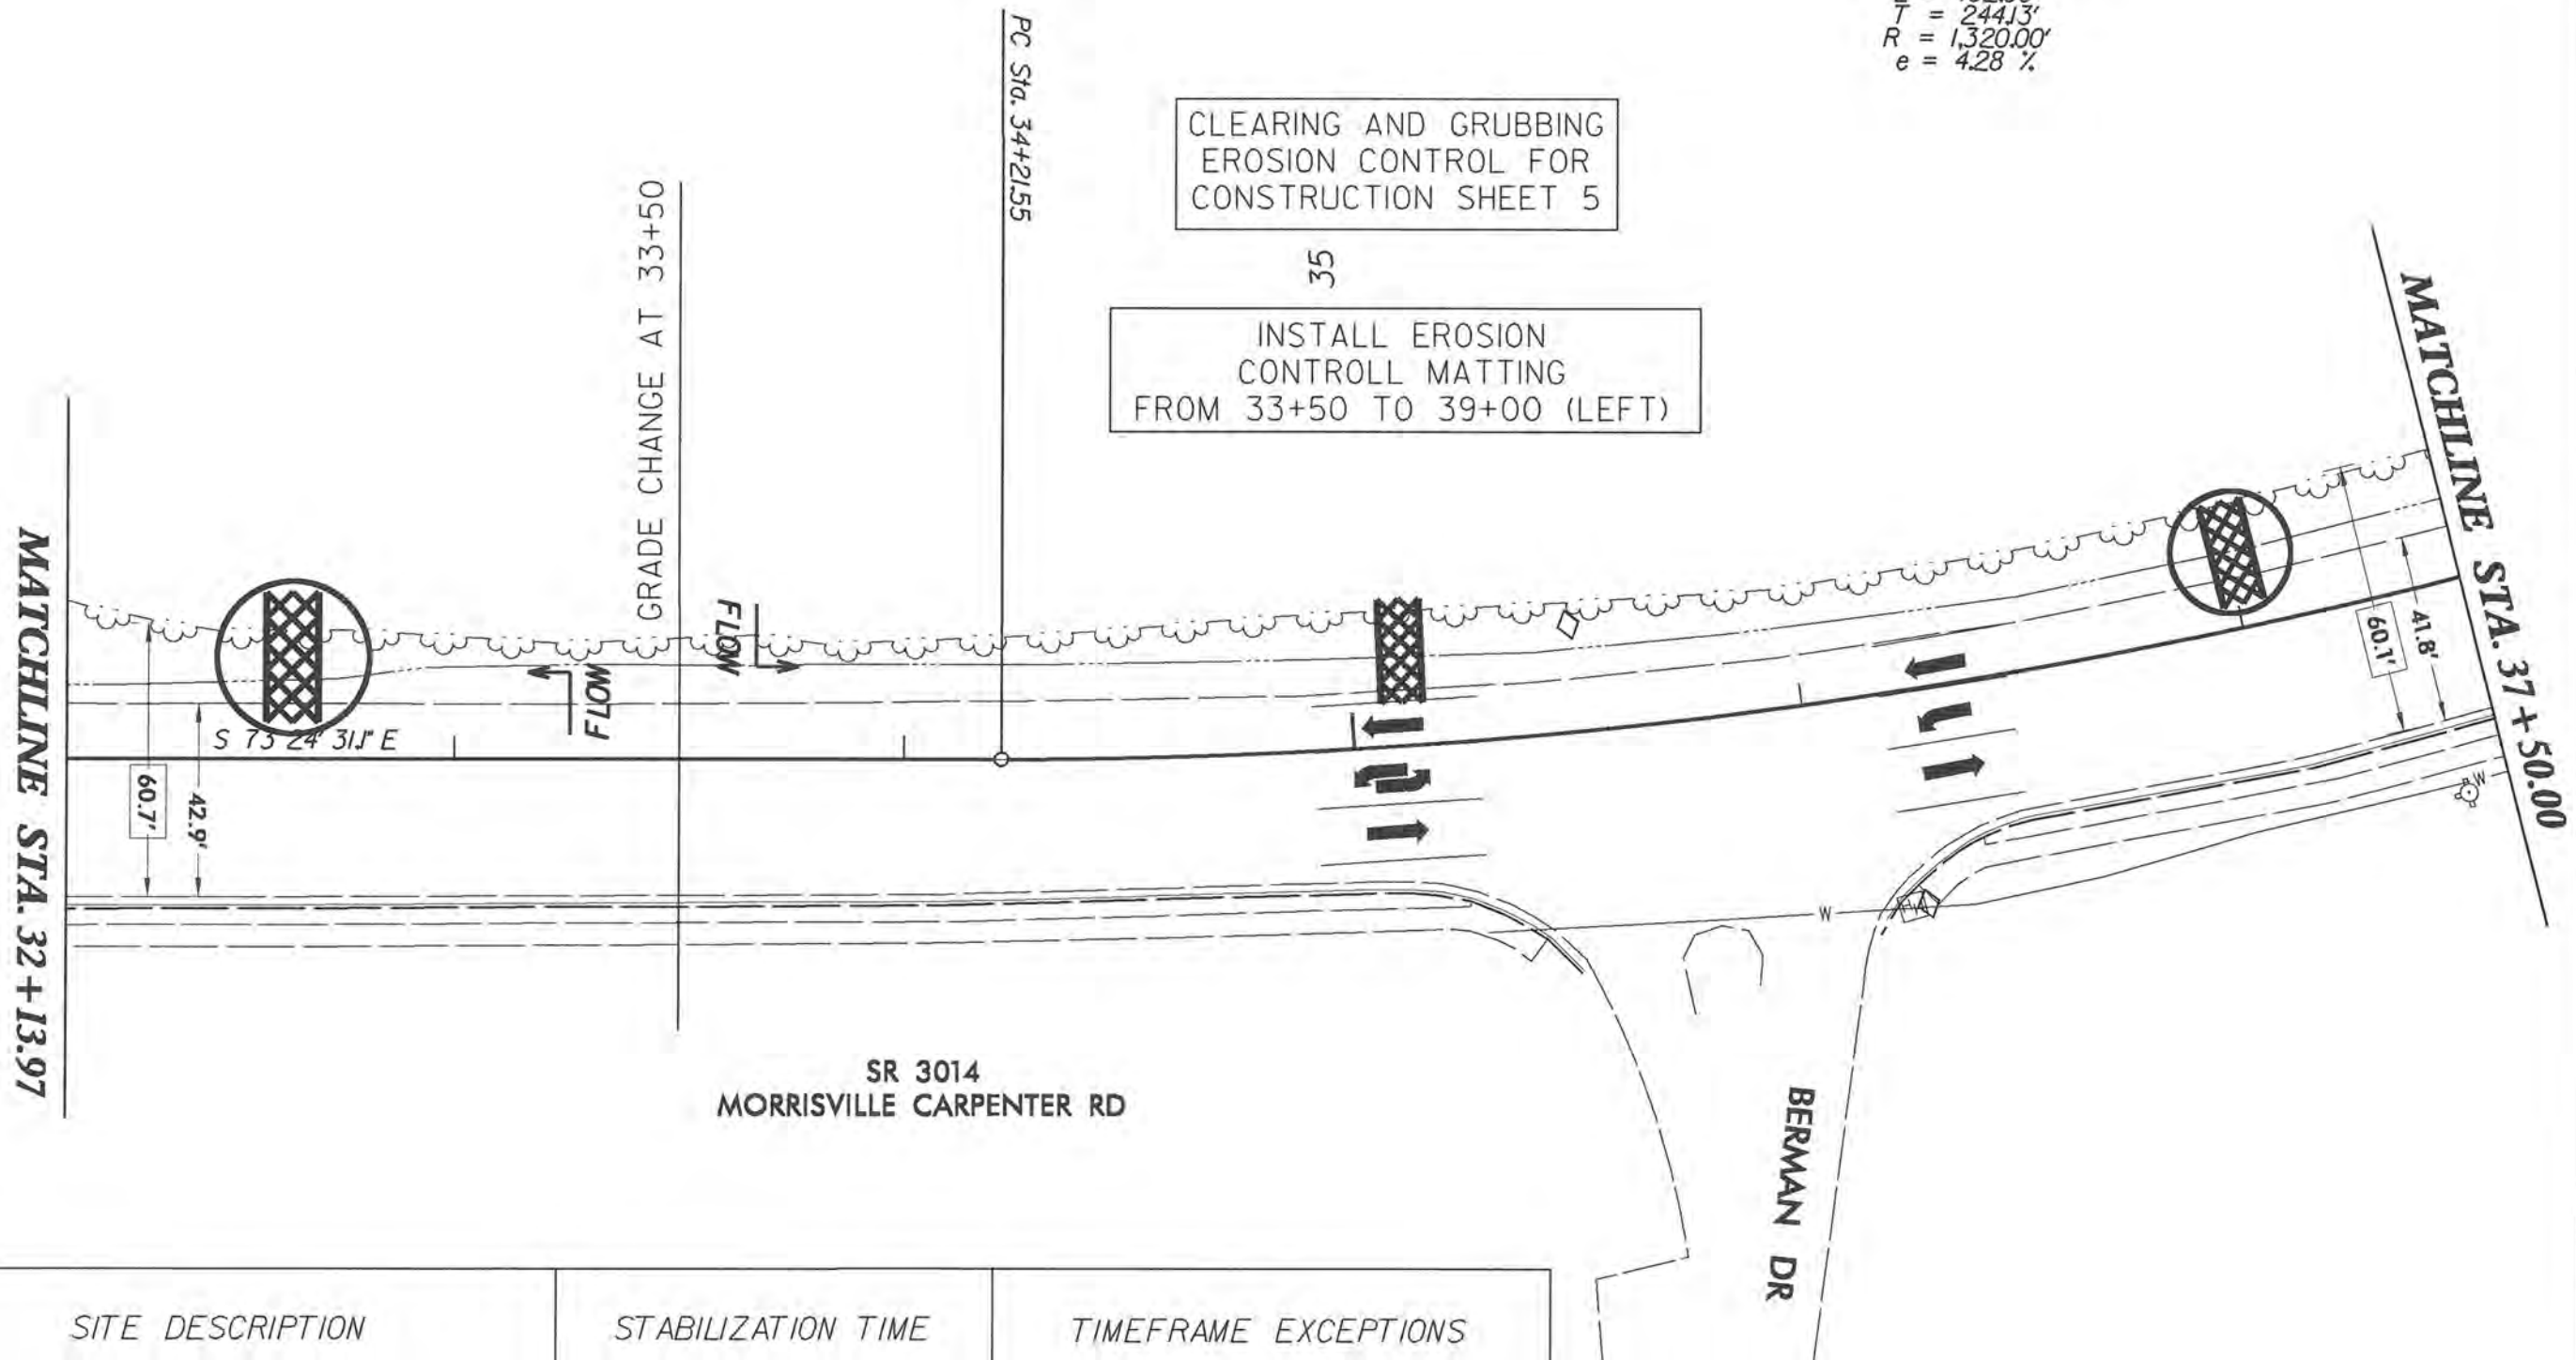 T = 244.13'
R = 1,320.00'
e = 4.28 %
PC Sta. 34+21.55
CLEARING AND GRUBBING
EROSION CONTROL FOR
CONSTRUCTION SHEET 5
35
INSTALL EROSION
CONTROLL MATTING
FROM 33+50 TO 39+00 (LEFT)
GRADE CHANGE AT 33+50
MATCHLINE STA. 37+50.00
MATCHLINE STA. 32+13.97
FLOW
FLOW
S 73 24' 31.1" E
60.7'
42.9'
60.1'
41.8'
W
W
SR 3014
MORRISVILLE CARPENTER RD
BERMAN DR
SITE DESCRIPTION
STABILIZATION TIME
TIMEFRAME EXCEPTIONS